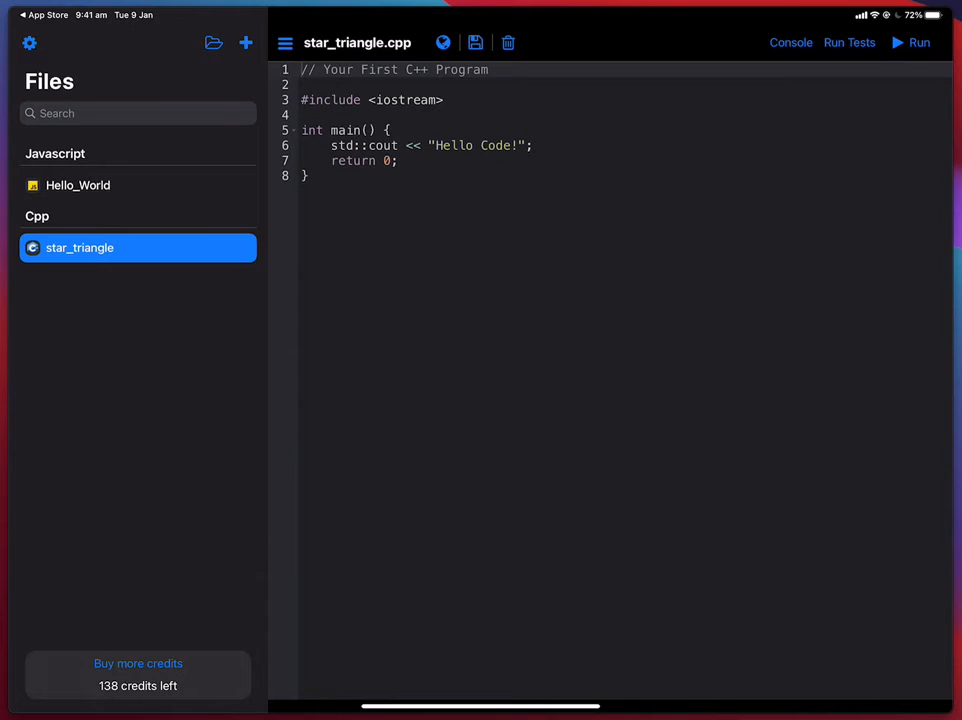 App Store 9:41 am Tue 9 Jan 72%
Files
Search
Javascript
JS Hello_World
Cpp
star_triangle
Buy more credits
138 credits left
star_triangle.cpp Console Run Tests Run
1 // Your First C++ Program
2
3 #include <iostream>
4
5 int main() {
6 std::cout << "Hello Code!";
7 return 0;
8 }